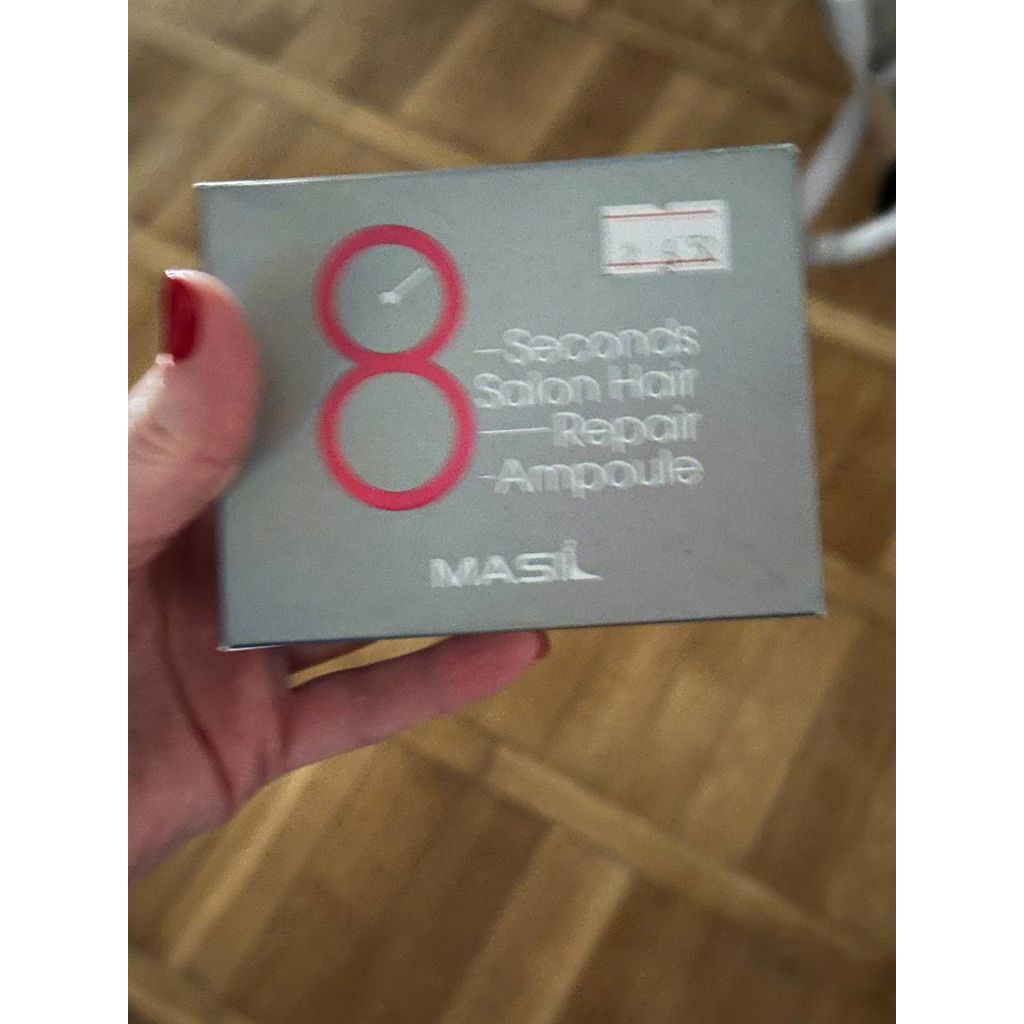 8
Seconds
Salon Hair
Repair
Ampoule
MASIL